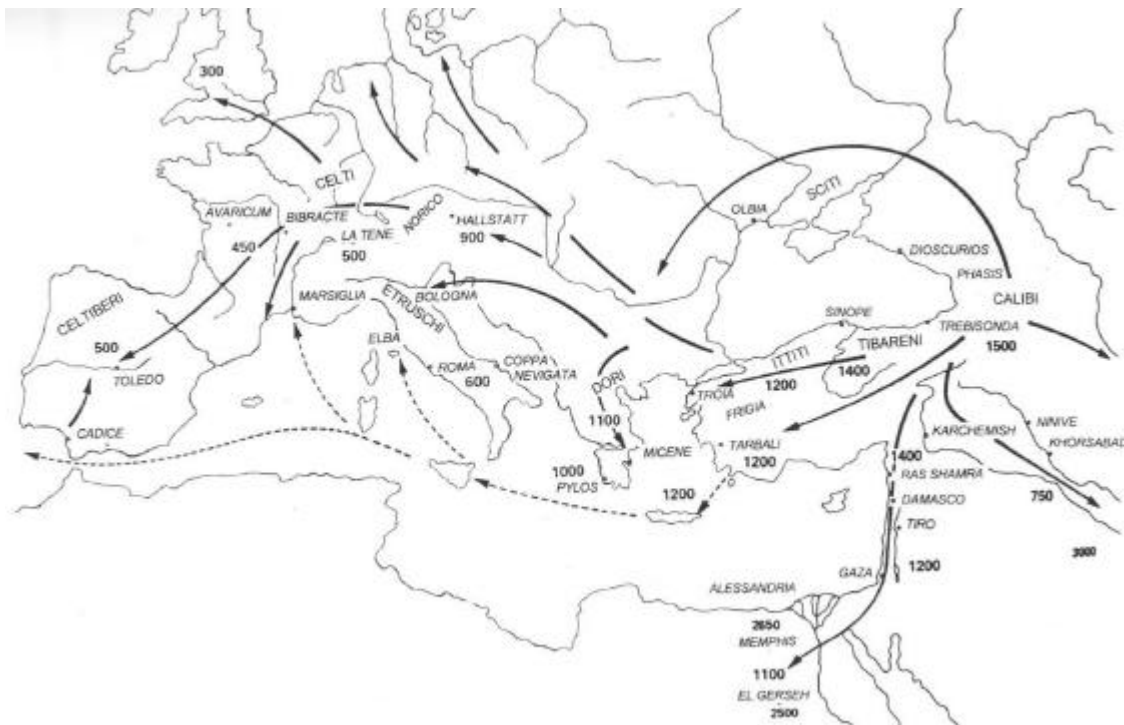 300
CELTI
SCITI
AVARICUM
BIBRACTE
NORICO
HALLSTATT
OLBIA
450
LA TENE
900
500
DIOSCURIOS
PHASIS
CELTIBERI
MARSIGLIA
ETRUSCHI
BOLOGNA
CALIBI
SINOPIE
TREBISONDA
TIBARENI
1500
500
TOLEDO
ELBA
ROMA
600
COPPA
NEVIGATA
DORI
ITTITI
1200
1400
TROIA
FRIGIA
1100
CADICE
MICENE
TARBALI
1200
KARCHEMISH
NINIVE
KHORSABAD
1000
PYLOS
1200
1400
RAS SHAMRA
750
DAMASCO
TIRO
3000
1200
GAZA
ALESSANDRIA
2650
MEMPHIS
1100
EL GERSEH
2500